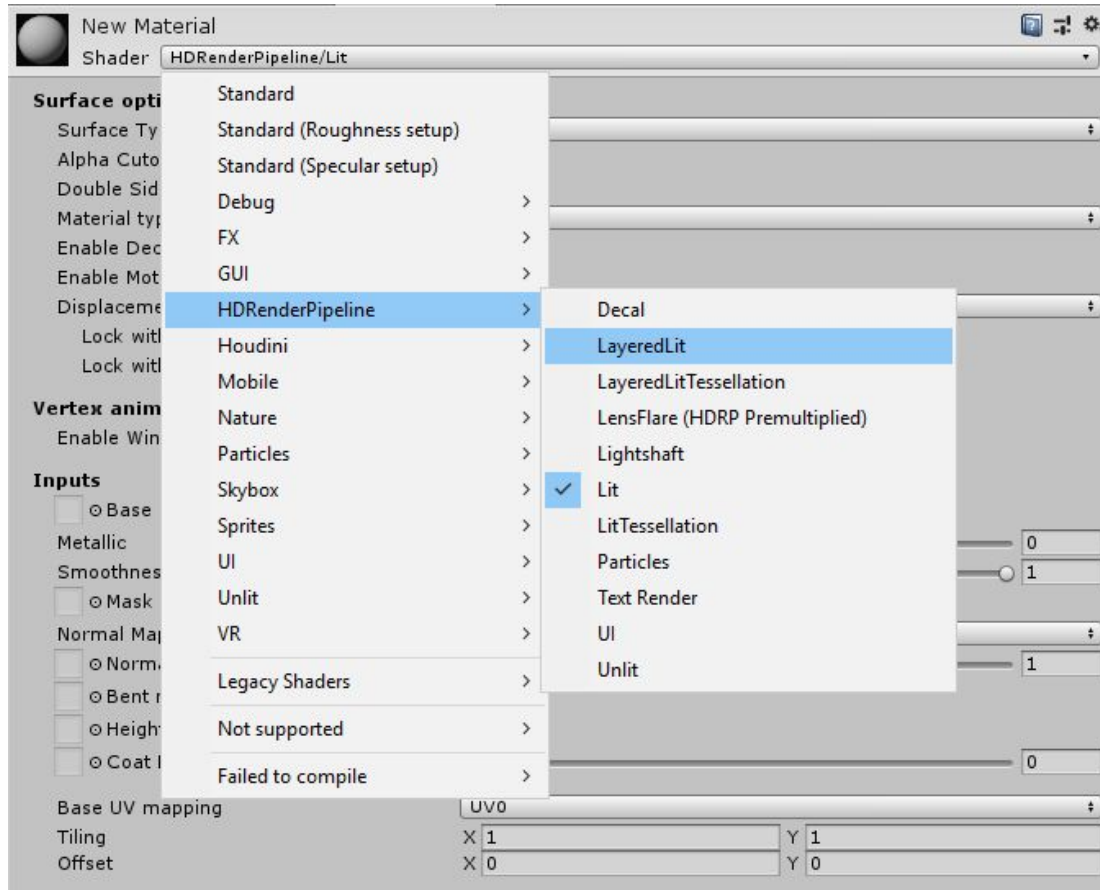 New Material
Shader HDRenderPipeline/Lit
Surface opti
Surface Ty
Alpha Cuto
Double Sid
Material typ
Enable Dec
Enable Mot
Displaceme
Lock with
Lock with
Vertex anim
Enable Win
Inputs
Base
Metallic 0
Smoothnes 1
Mask
Normal Map
Norma 1
Bent r
Heigh
Coat 0
Base UV mapping UV0
Tiling X 1 Y 1
Offset X 0 Y 0
Standard
Standard (Roughness setup)
Standard (Specular setup)
Debug
FX
GUI
HDRenderPipeline
Houdini
Mobile
Nature
Particles
Skybox
Sprites
UI
Unlit
VR
Legacy Shaders
Not supported
Failed to compile
Decal
LayeredLit
LayeredLitTessellation
LensFlare (HDRP Premultiplied)
Lightshaft
Lit
LitTessellation
Particles
Text Render
UI
Unlit